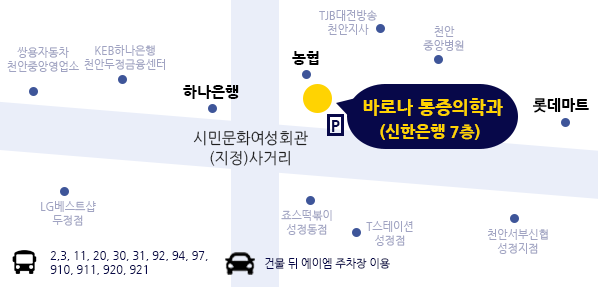 TJB대전방송
천안지사
천안
중앙병원
쌍용자동차
천안중앙영업소
KEB하나은행
천안두정금융센터
농협
하나은행
바로나 통증의학과
(신한은행 7층)
롯데마트
P
시민문화여성회관
(지정)사거리
LG베스트샵
두정점
죠스떡볶이
성정동점
T스테이션
성정점
천안서부신협
성정지점
2,3, 11, 20, 30, 31, 92, 94, 97,
910, 911, 920, 921
건물 뒤 에이엠 주차장 이용